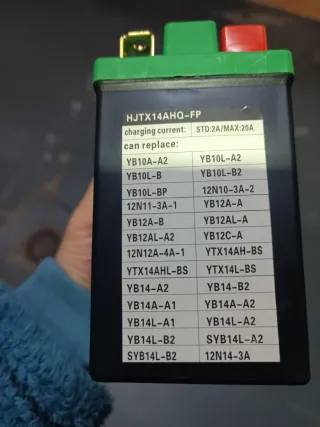 HJTX14AHQ-FP
charging current: STD:2A/MAX:20A
can replace:
YB10A-A2 YB10L-A2
YB10L-B YB10L-B2
YB10L-BP 12N10-3A-2
12N11-3A-1 YB12A-A
YB12A-B YB12AL-A
YB12AL-A2 YB12C-A
12N12A-4A-1 YTX14AH-BS
YTX14AHL-BS YTX14L-BS
YB14-A2 YB14-B2
YB14A-A1 YB14A-A2
YB14L-A1 YB14L-A2
YB14L-B2 SYB14L-A2
SYB14L-B2 12N14-3A